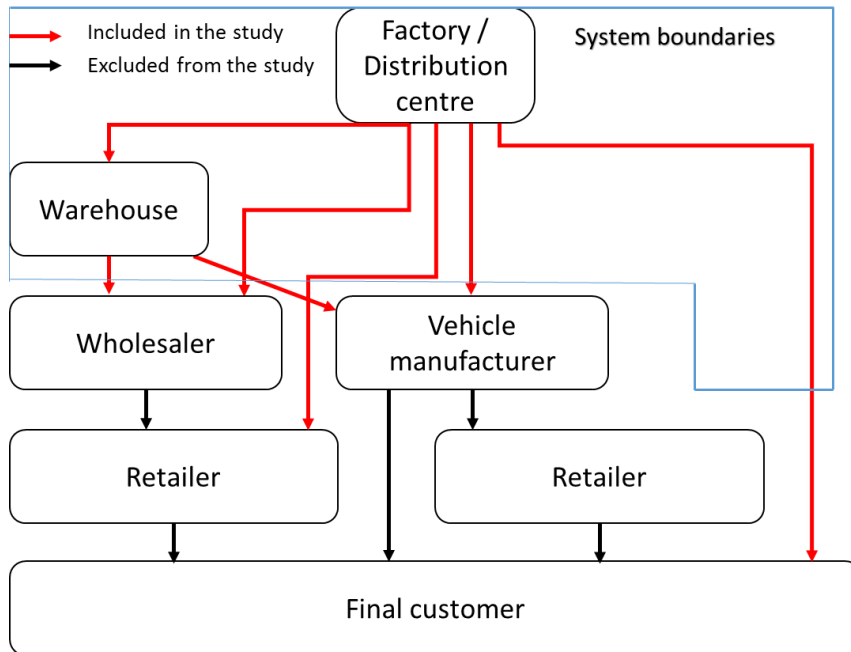 Included in the study
Excluded from the study
Factory /
Distribution
centre
System boundaries
Warehouse
Wholesaler
Vehicle
manufacturer
Retailer
Retailer
Final customer